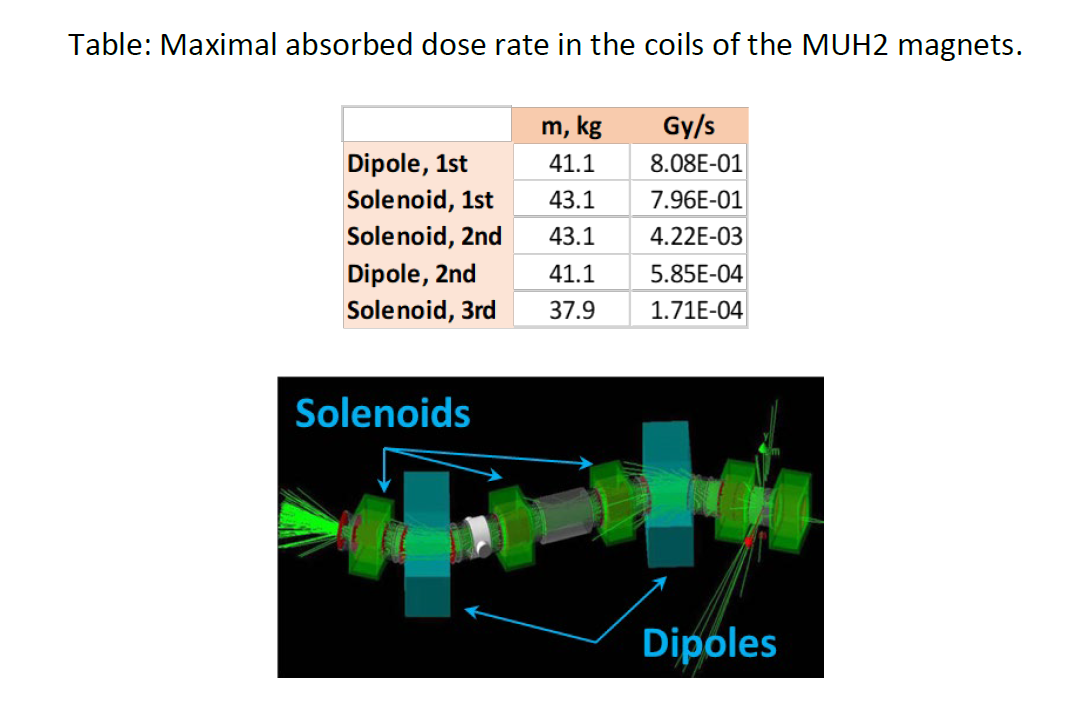 Table: Maximal absorbed dose rate in the coils of the MUH2 magnets.
m, kg Gy/s
Dipole, 1st 41.1 8.08E-01
Solenoid, 1st 43.1 7.96E-01
Solenoid, 2nd 43.1 4.22E-03
Dipole, 2nd 41.1 5.85E-04
Solenoid, 3rd 37.9 1.71E-04
Solenoids
Dipoles